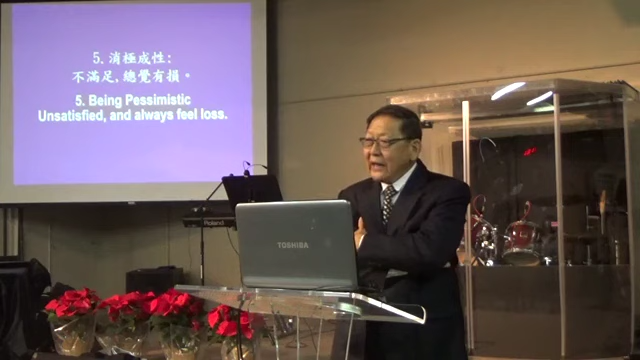 5. 消極成性:
不滿足, 總覺有損。
5. Being Pessimistic
Unsatisfied, and always feel loss.
Roland
TOSHIBA